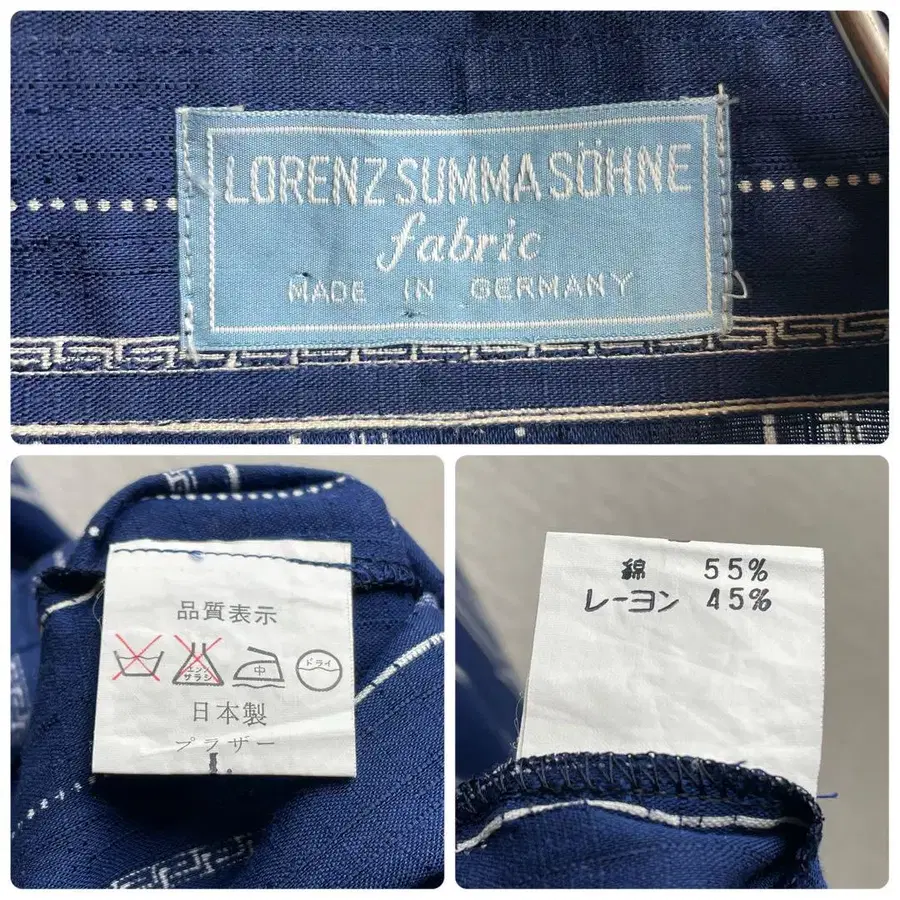 LORENZ SUMMA SÖHNE
fabric
MADE IN GERMANY
品質表示
エンソ
サラシ
中
ドライ
日本製
プラザー
L.
綿 55%
レーヨン 45%